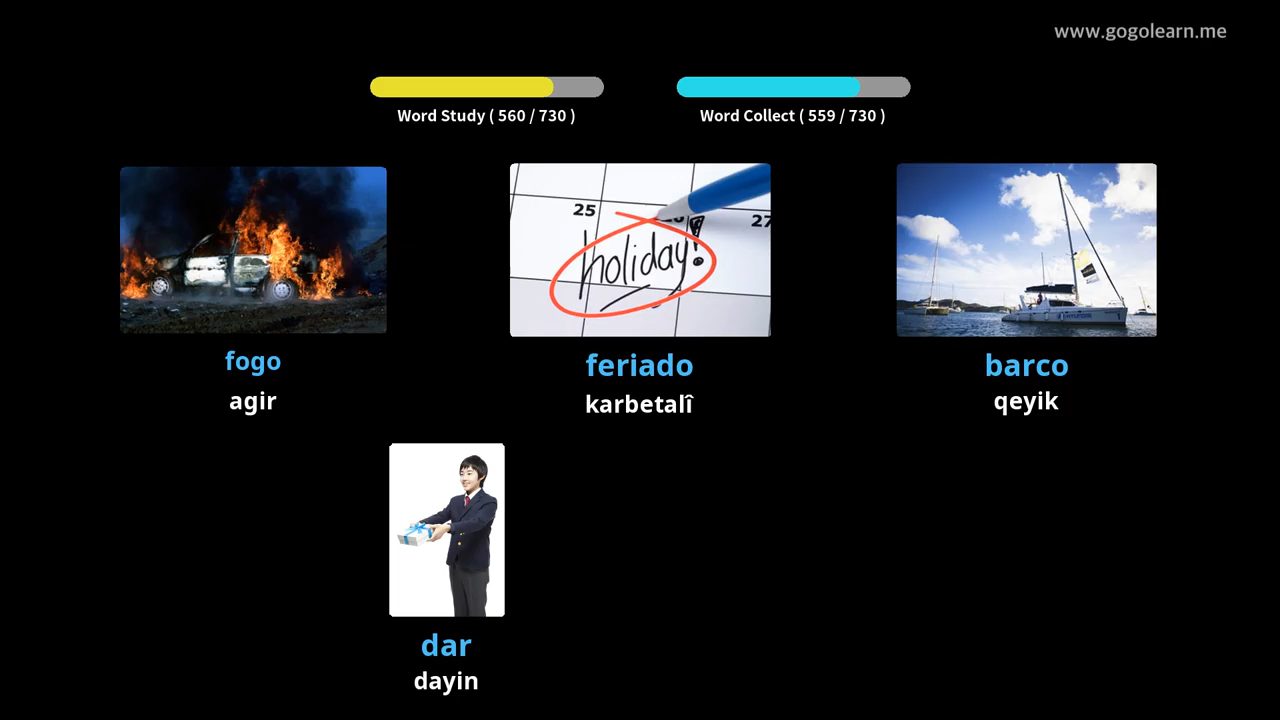 www.gogolearn.me
Word Study ( 560 / 730 )
Word Collect ( 559 / 730 )
25
27
holiday!
fogo
feriado
barco
agir
karbetalî
qeyik
dar
dayin